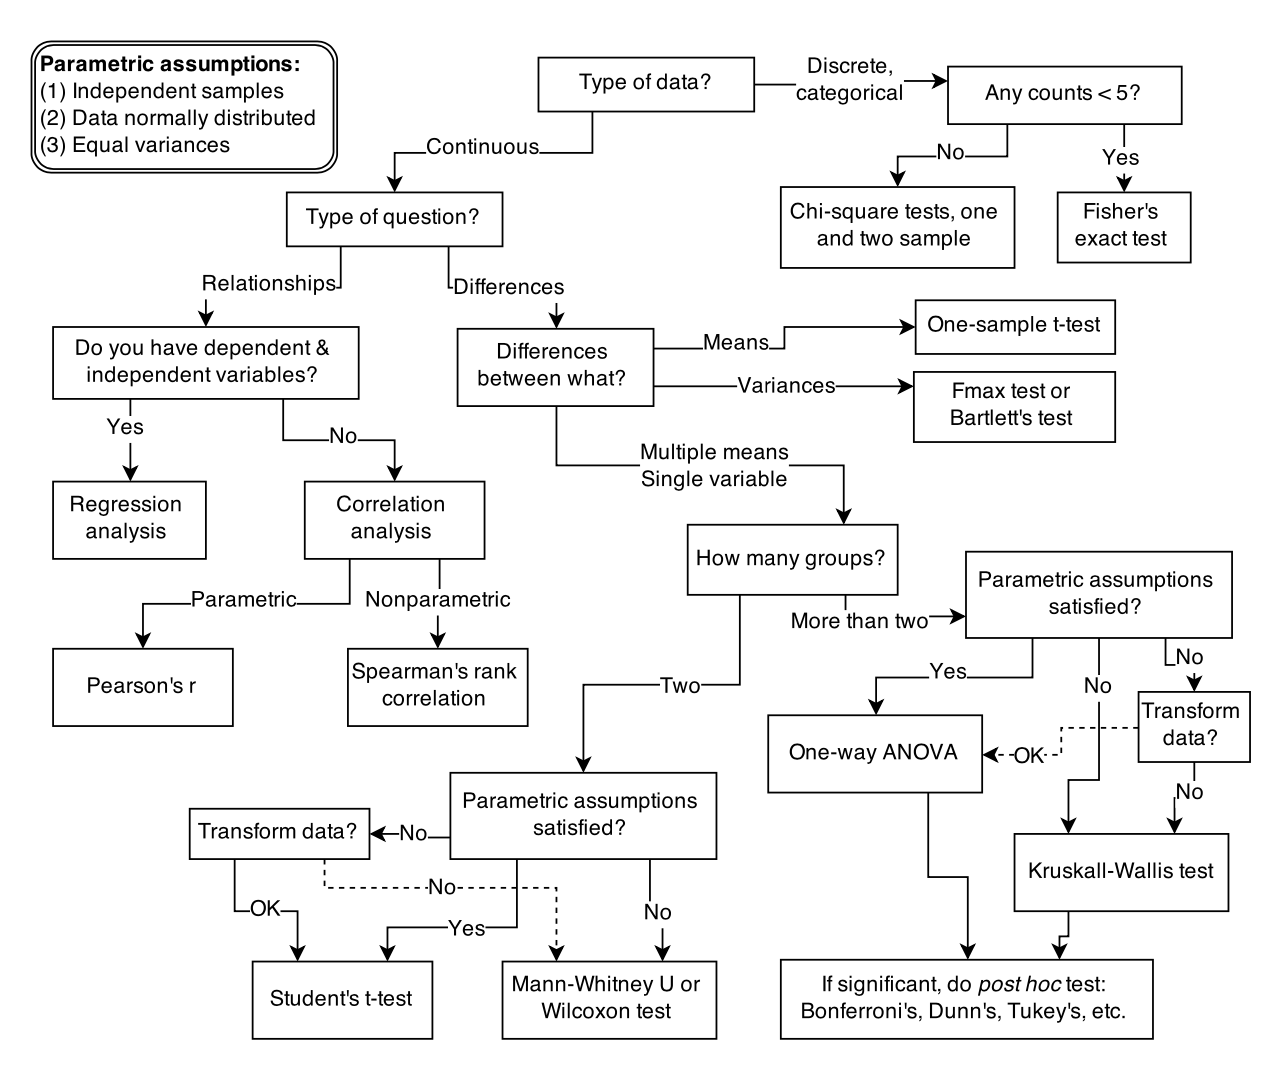 Parametric assumptions:
(1) Independent samples
(2) Data normally distributed
(3) Equal variances
Type of data?
Discrete,
categorical
Any counts < 5?
Continuous
No
Yes
Type of question?
Chi-square tests, one
and two sample
Fisher's
exact test
Relationships
Differences
Do you have dependent &
independent variables?
Differences
between what?
Means
One-sample t-test
Variances
Fmax test or
Bartlett's test
Yes
No
Multiple means
Single variable
Regression
analysis
Correlation
analysis
How many groups?
Parametric
Nonparametric
More than two
Parametric assumptions
satisfied?
Pearson's r
Spearman's rank
correlation
Two
Yes
No
No
Transform
data?
One-way ANOVA
OK
No
Parametric assumptions
satisfied?
No
Transform data?
Kruskall-Wallis test
OK
No
Yes
No
Student's t-test
Mann-Whitney U or
Wilcoxon test
If significant, do post hoc test:
Bonferroni's, Dunn's, Tukey's, etc.